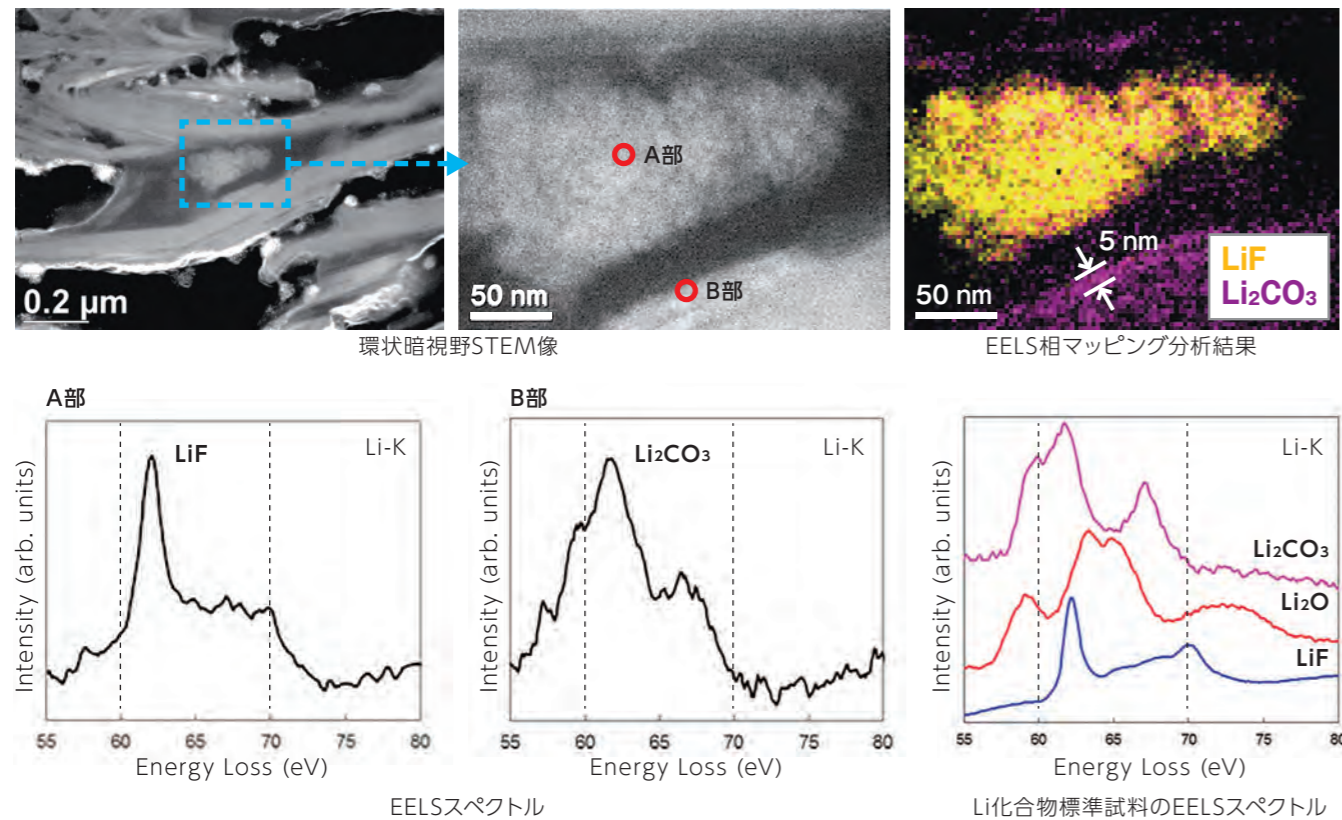 0.2 μm
A部
B部
50 nm
5 nm
LiF
Li₂CO₃
50 nm
環状暗視野STEM像
EELS相マッピング分析結果
A部
Intensity (arb. units)
LiF
Li-K
55 60 65 70 75 80
Energy Loss (eV)
B部
Intensity (arb. units)
Li₂CO₃
Li-K
55 60 65 70 75 80
Energy Loss (eV)
EELSスペクトル
Intensity (arb. units)
Li-K
Li₂CO₃
Li₂O
LiF
55 60 65 70 75 80
Energy Loss (eV)
Li化合物標準試料のEELSスペクトル